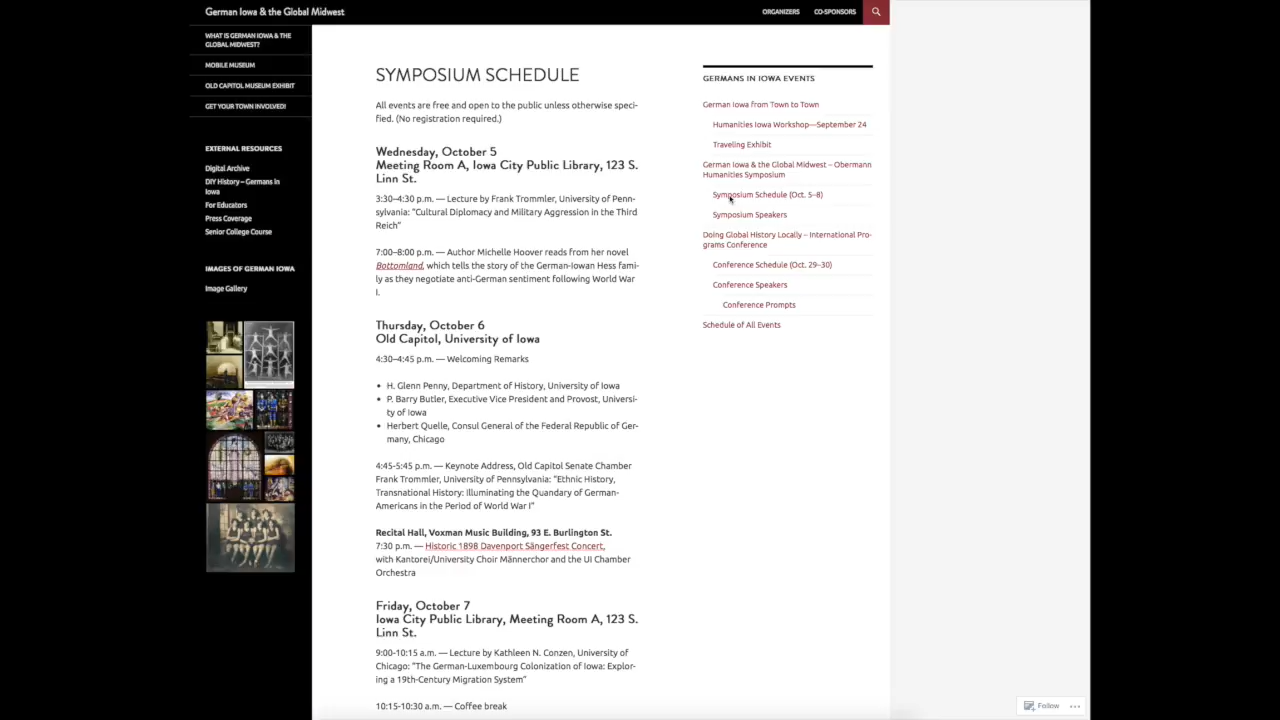 German Iowa & the Global Midwest
ORGANIZERS
CO-SPONSORS
WHAT IS GERMAN IOWA & THE
GLOBAL MIDWEST?
MOBILE MUSEUM
OLD CAPITOL MUSEUM EXHIBIT
GET YOUR TOWN INVOLVED!
EXTERNAL RESOURCES
Digital Archive
DIY History – Germans in
Iowa
For Educators
Press Coverage
Senior College Course
IMAGES OF GERMAN IOWA
Image Gallery
SYMPOSIUM SCHEDULE
All events are free and open to the public unless otherwise speci-
fied. (No registration required.)
Wednesday, October 5
Meeting Room A, Iowa City Public Library, 123 S.
Linn St.
3:30–4:30 p.m. — Lecture by Frank Trommler, University of Penn-
sylvania: “Cultural Diplomacy and Military Aggression in the Third
Reich”
7:00–8:00 p.m. — Author Michelle Hoover reads from her novel
Bottomland, which tells the story of the German-Iowan Hess fami-
ly as they negotiate anti-German sentiment following World War
I.
Thursday, October 6
Old Capitol, University of Iowa
4:30–4:45 p.m. — Welcoming Remarks
• H. Glenn Penny, Department of History, University of Iowa
• P. Barry Butler, Executive Vice President and Provost, Universi-
ty of Iowa
• Herbert Quelle, Consul General of the Federal Republic of Ger-
many, Chicago
4:45-5:45 p.m. — Keynote Address, Old Capitol Senate Chamber
Frank Trommler, University of Pennsylvania: “Ethnic History,
Transnational History: Illuminating the Quandary of German-
Americans in the Period of World War I”
Recital Hall, Voxman Music Building, 93 E. Burlington St.
7:30 p.m. — Historic 1898 Davenport Sängerfest Concert,
with Kantorei/University Choir Männerchor and the UI Chamber
Orchestra
Friday, October 7
Iowa City Public Library, Meeting Room A, 123 S.
Linn St.
9:00-10:15 a.m. — Lecture by Kathleen N. Conzen, University of
Chicago: “The German-Luxembourg Colonization of Iowa: Explor-
ing a 19th-Century Migration System”
10:15-10:30 a.m. — Coffee break
GERMANS IN IOWA EVENTS
German Iowa from Town to Town
Humanities Iowa Workshop—September 24
Traveling Exhibit
German Iowa & the Global Midwest – Obermann
Humanities Symposium
Symposium Schedule (Oct. 5–8)
Symposium Speakers
Doing Global History Locally – International Pro-
grams Conference
Conference Schedule (Oct. 29–30)
Conference Speakers
Conference Prompts
Schedule of All Events
Follow